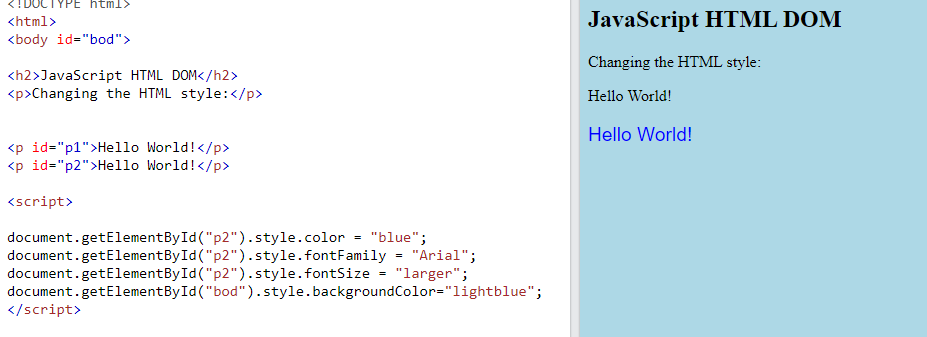 <!DOCTYPE html>
<html>
<body id="bod">
<h2>JavaScript HTML DOM</h2>
<p>Changing the HTML style:</p>
<p id="p1">Hello World!</p>
<p id="p2">Hello World!</p>
<script>
document.getElementById("p2").style.color = "blue";
document.getElementById("p2").style.fontFamily = "Arial";
document.getElementById("p2").style.fontSize = "larger";
document.getElementById("bod").style.backgroundColor="lightblue";
</script>
JavaScript HTML DOM
Changing the HTML style:
Hello World!
Hello World!